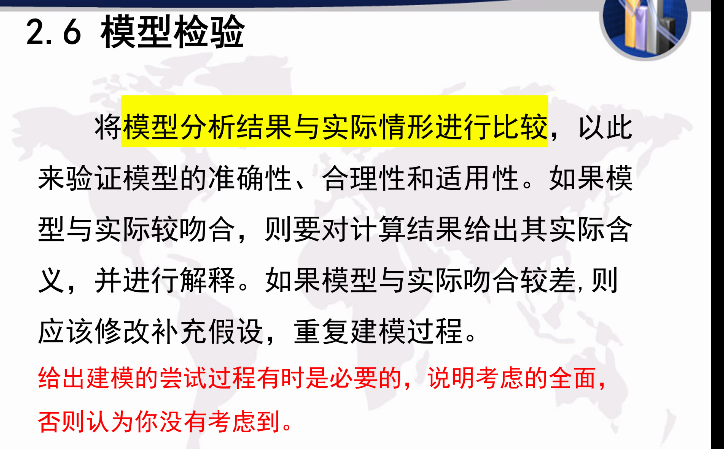 2.6 模型检验
将模型分析结果与实际情形进行比较，以此
来验证模型的准确性、合理性和适用性。如果模
型与实际较吻合，则要对计算结果给出其实际含
义，并进行解释。如果模型与实际吻合较差,则
应该修改补充假设，重复建模过程。
给出建模的尝试过程有时是必要的，说明考虑的全面，
否则认为你没有考虑到。